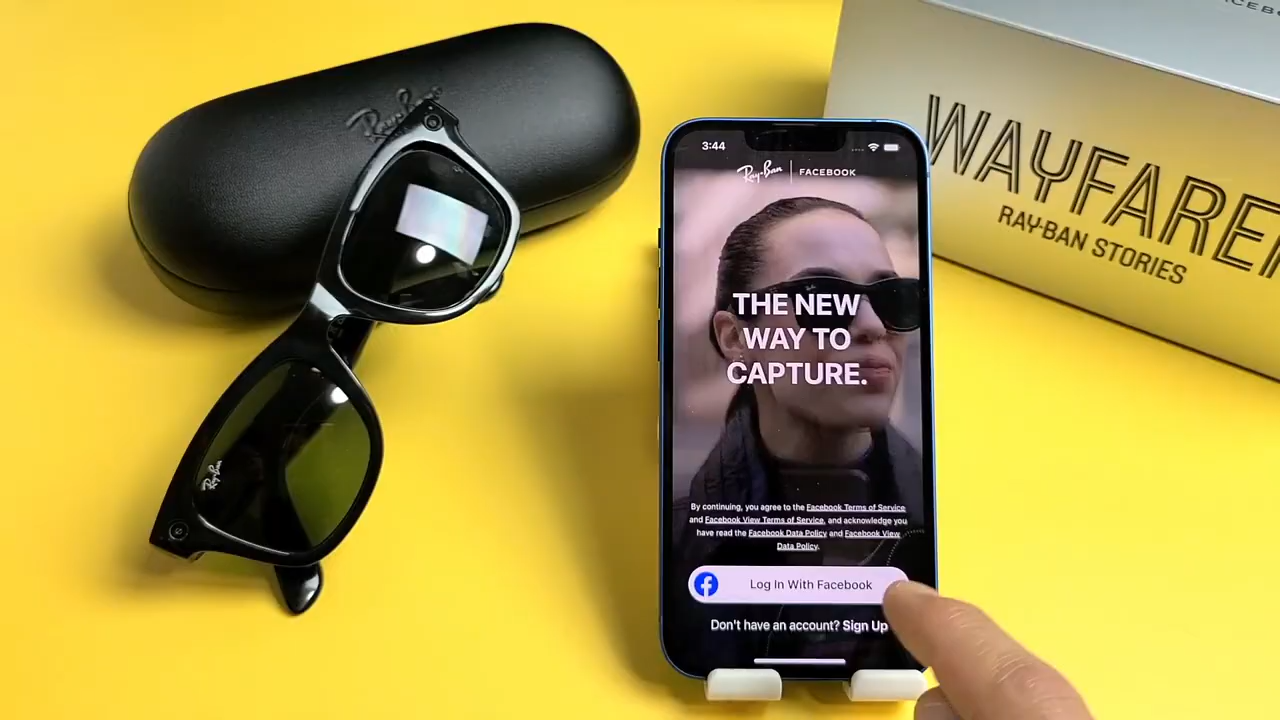 Ray-Ban
3:44
Ray-Ban | FACEBOOK
THE NEW
WAY TO
CAPTURE.
By continuing, you agree to the Facebook Terms of Service
and Facebook View Terms of Service, and acknowledge you
have read the Facebook Data Policy and Facebook View
Data Policy.
Log In With Facebook
Don't have an account? Sign Up
WAYFARER
RAY-BAN STORIES
Ray-Ban